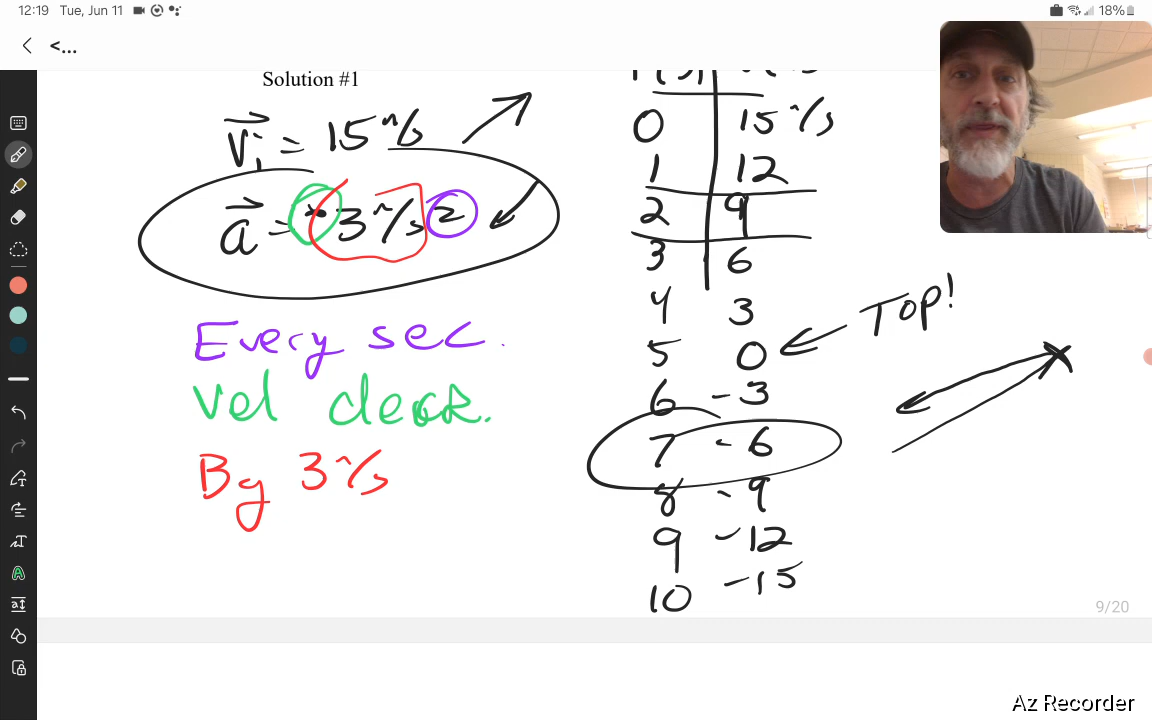 12:19 Tue, Jun 11
18%
<...
Solution #1
v₁ = 15 m/s
a = -3 m/s²
Every sec.
Vel decr.
By 3 m/s
0 15 m/s
1 12
2 9
3 6
4 3
5 0 ← TOP!
6 -3
7 -6
8 -9
9 -12
10 -15
9/20
Az Recorder